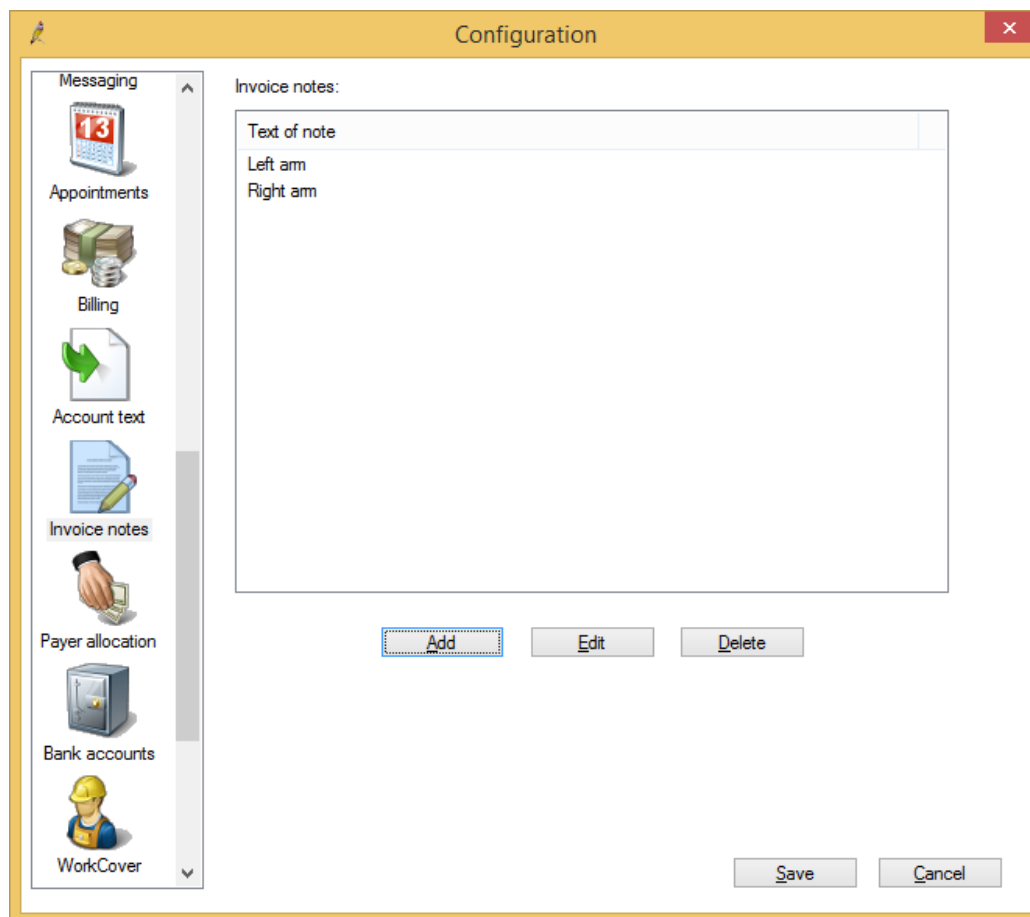 Configuration
Messaging
13
Appointments
Billing
Account text
Invoice notes
Payer allocation
Bank accounts
WorkCover
Invoice notes:
Text of note
Left arm
Right arm
Add Edit Delete
Save Cancel